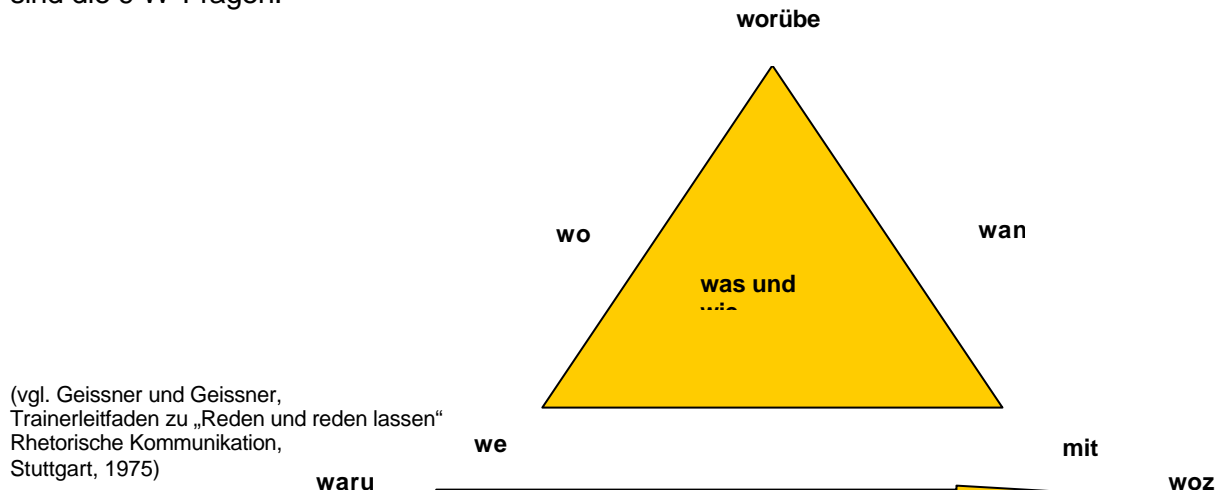 worübe
wo
wan
was und
(vgl. Geissner und Geissner,
Trainerleitfaden zu „Reden und reden lassen“
Rhetorische Kommunikation,
Stuttgart, 1975)
we
mit
waru
woz